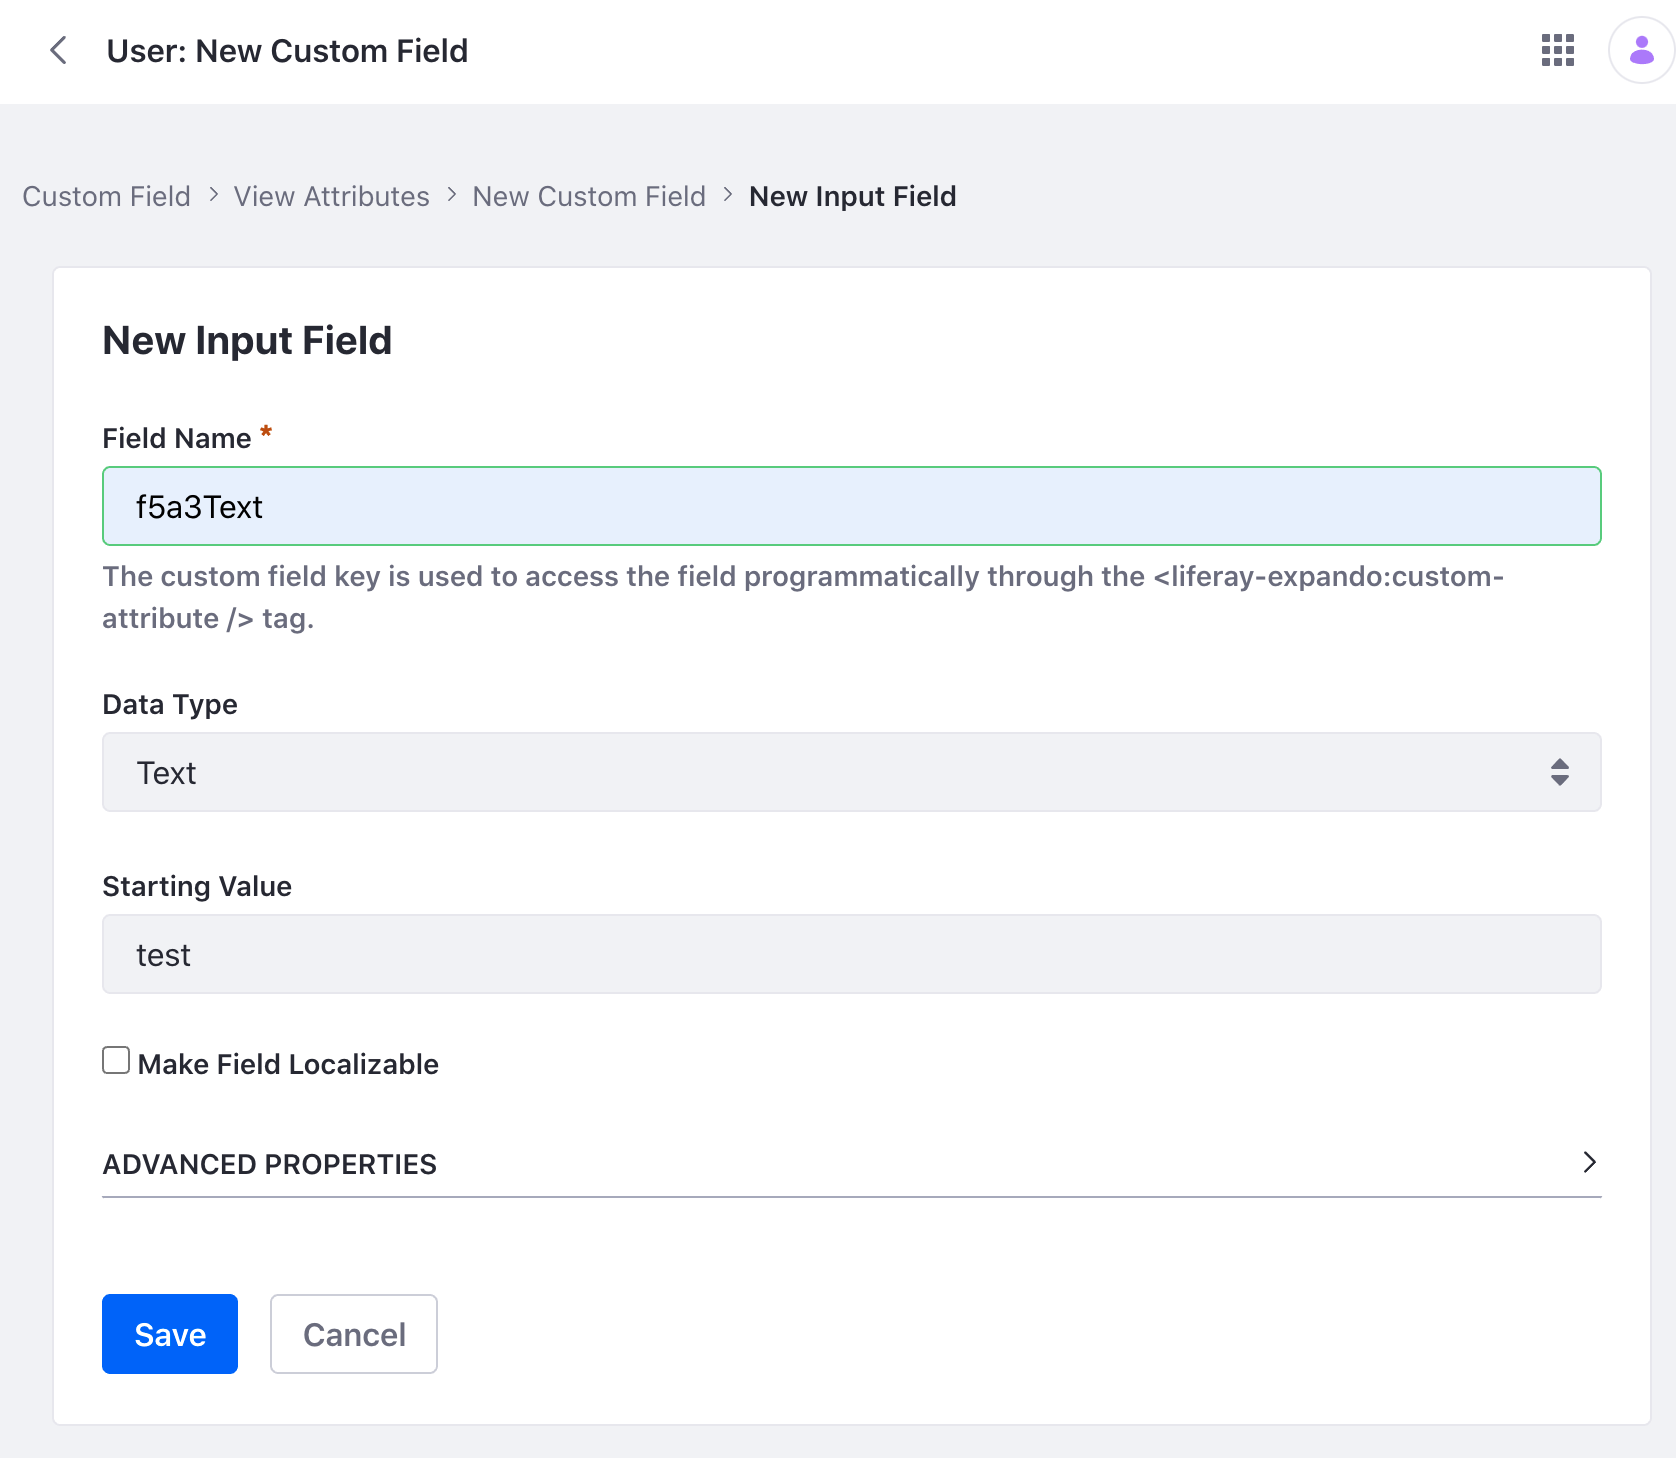 User: New Custom Field
Custom Field > View Attributes > New Custom Field > New Input Field
New Input Field
Field Name *
f5a3Text
The custom field key is used to access the field programmatically through the <liferay-expando:custom-
attribute /> tag.
Data Type
Text
Starting Value
test
Make Field Localizable
ADVANCED PROPERTIES
Save Cancel